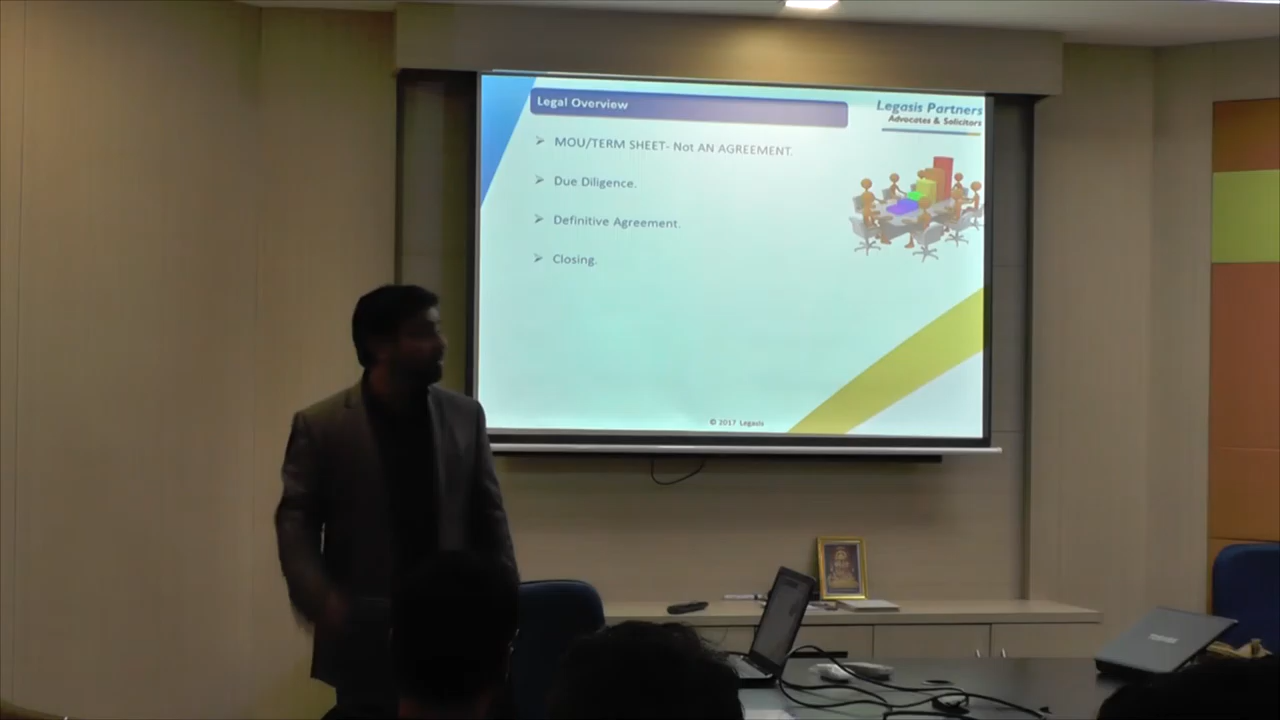 Legal Overview
Legasis Partners
Advocates & Solicitors
MOU/TERM SHEET- Not AN AGREEMENT.
Due Diligence.
Definitive Agreement.
Closing.
© 2017 Legasis